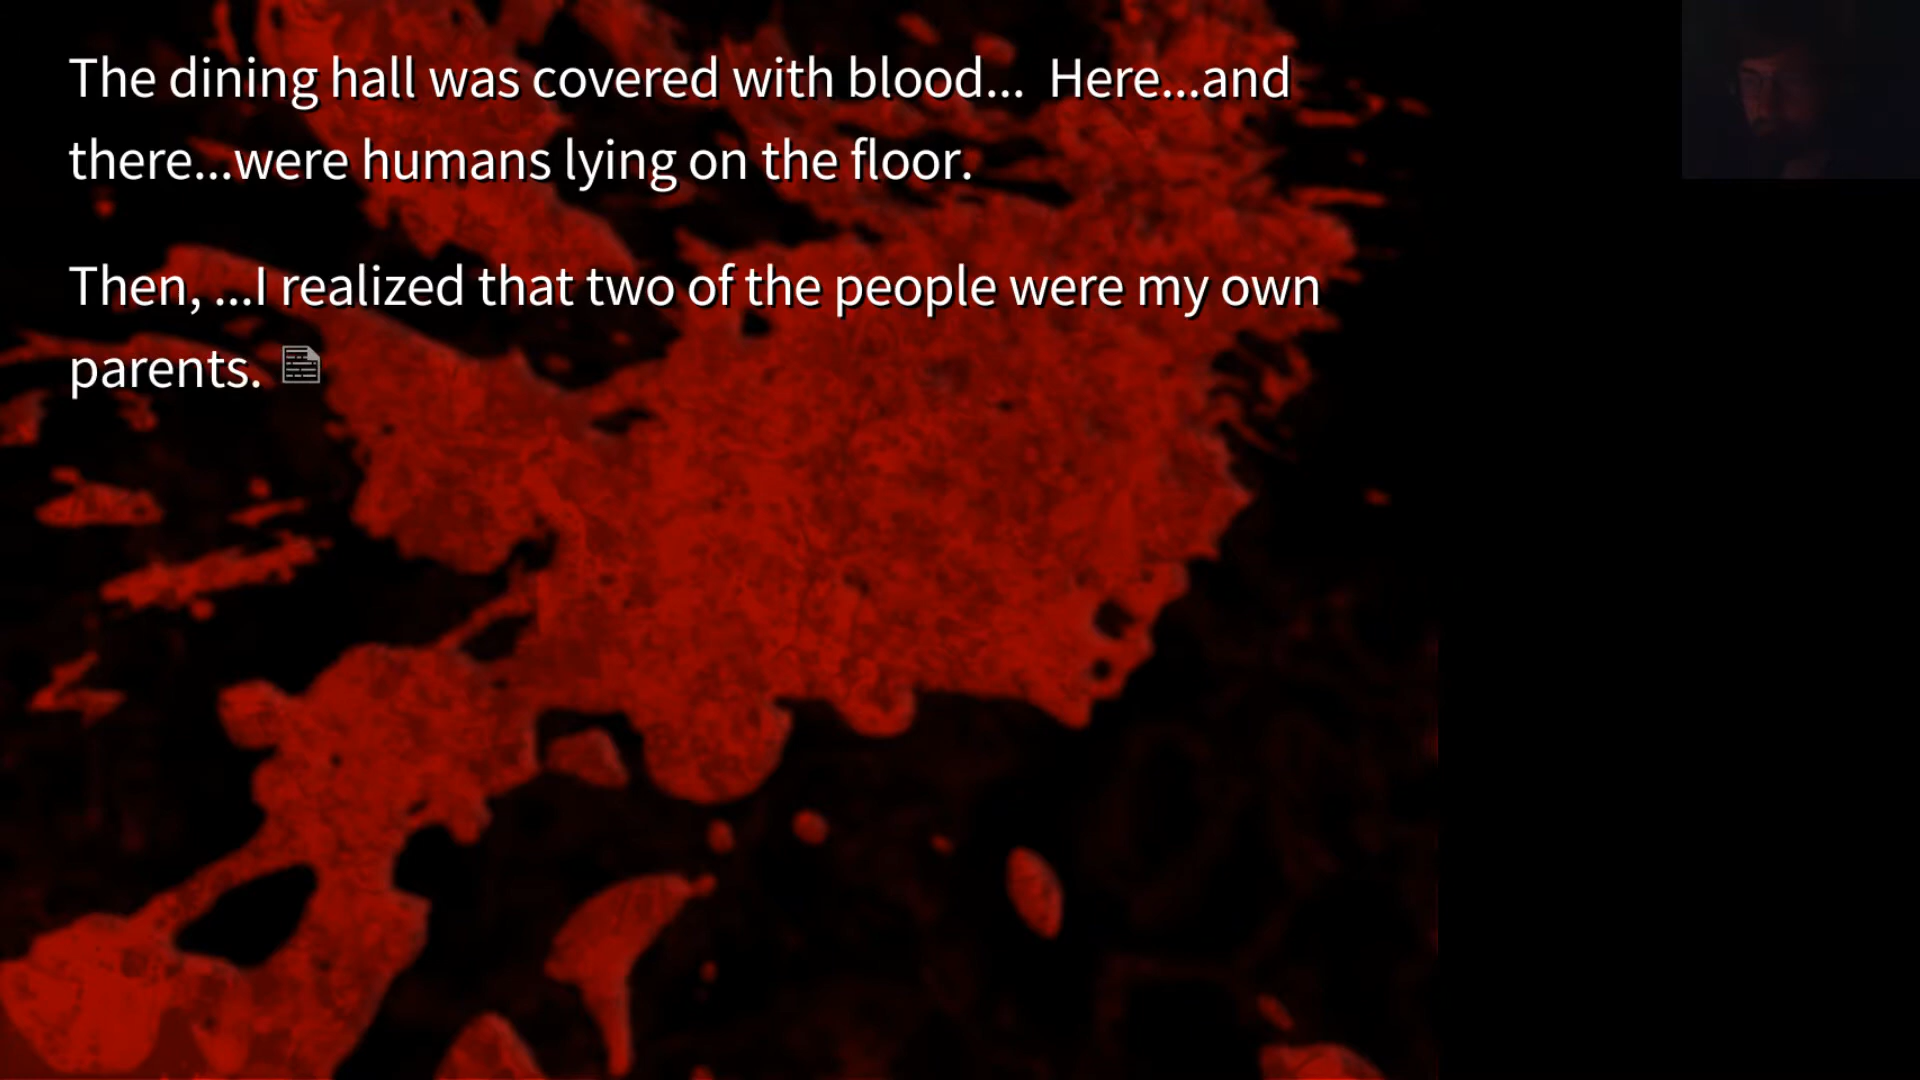 The dining hall was covered with blood...  Here...and
there...were humans lying on the floor.
Then, ...I realized that two of the people were my own
parents.